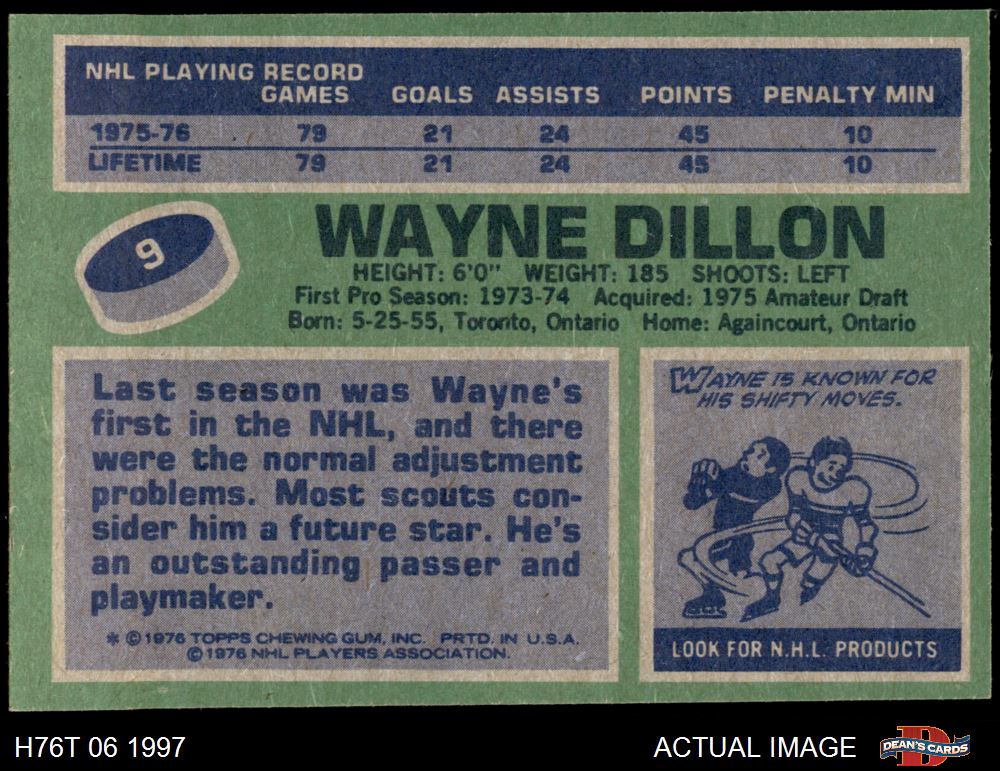 NHL PLAYING RECORD
GAMES GOALS ASSISTS POINTS PENALTY MIN
1975-76 79 21 24 45 10
LIFETIME 79 21 24 45 10
9
WAYNE DILLON
HEIGHT: 6'0" WEIGHT: 185 SHOOTS: LEFT
First Pro Season: 1973-74 Acquired: 1975 Amateur Draft
Born: 5-25-55, Toronto, Ontario Home: Againcourt, Ontario
Last season was Wayne's
first in the NHL, and there
were the normal adjustment
problems. Most scouts con-
sider him a future star. He's
an outstanding passer and
playmaker.
* © 1976 TOPPS CHEWING GUM, INC. PRTD. IN U.S.A.
© 1976 NHL PLAYERS ASSOCIATION.
WAYNE IS KNOWN FOR
HIS SHIFTY MOVES.
LOOK FOR N.H.L. PRODUCTS
H76T 06 1997
ACTUAL IMAGE
DEAN'S CARDS